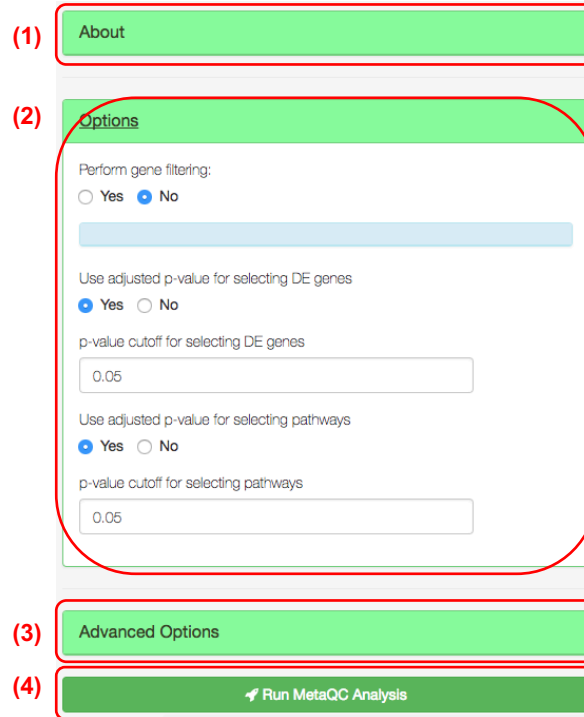 (1) About
(2) Options
Perform gene filtering:
Yes No
Use adjusted p-value for selecting DE genes
Yes No
p-value cutoff for selecting DE genes
0.05
Use adjusted p-value for selecting pathways
Yes No
p-value cutoff for selecting pathways
0.05
(3) Advanced Options
(4) Run MetaQC Analysis